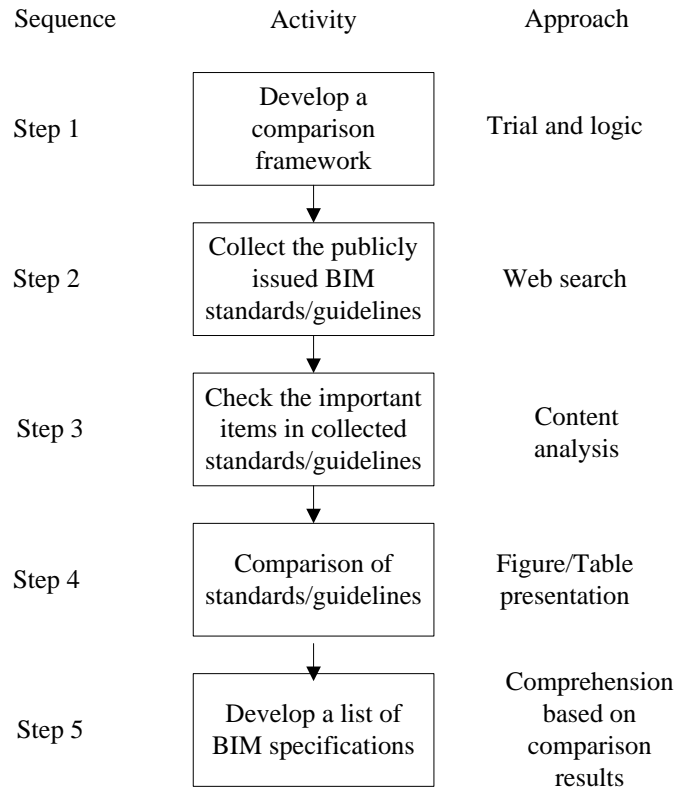 Sequence
Activity
Approach
Step 1
Develop a
comparison
framework
Trial and logic
Step 2
Collect the publicly
issued BIM
standards/guidelines
Web search
Step 3
Check the important
items in collected
standards/guidelines
Content
analysis
Step 4
Comparison of
standards/guidelines
Figure/Table
presentation
Step 5
Develop a list of
BIM specifications
Comprehension
based on
comparison
results